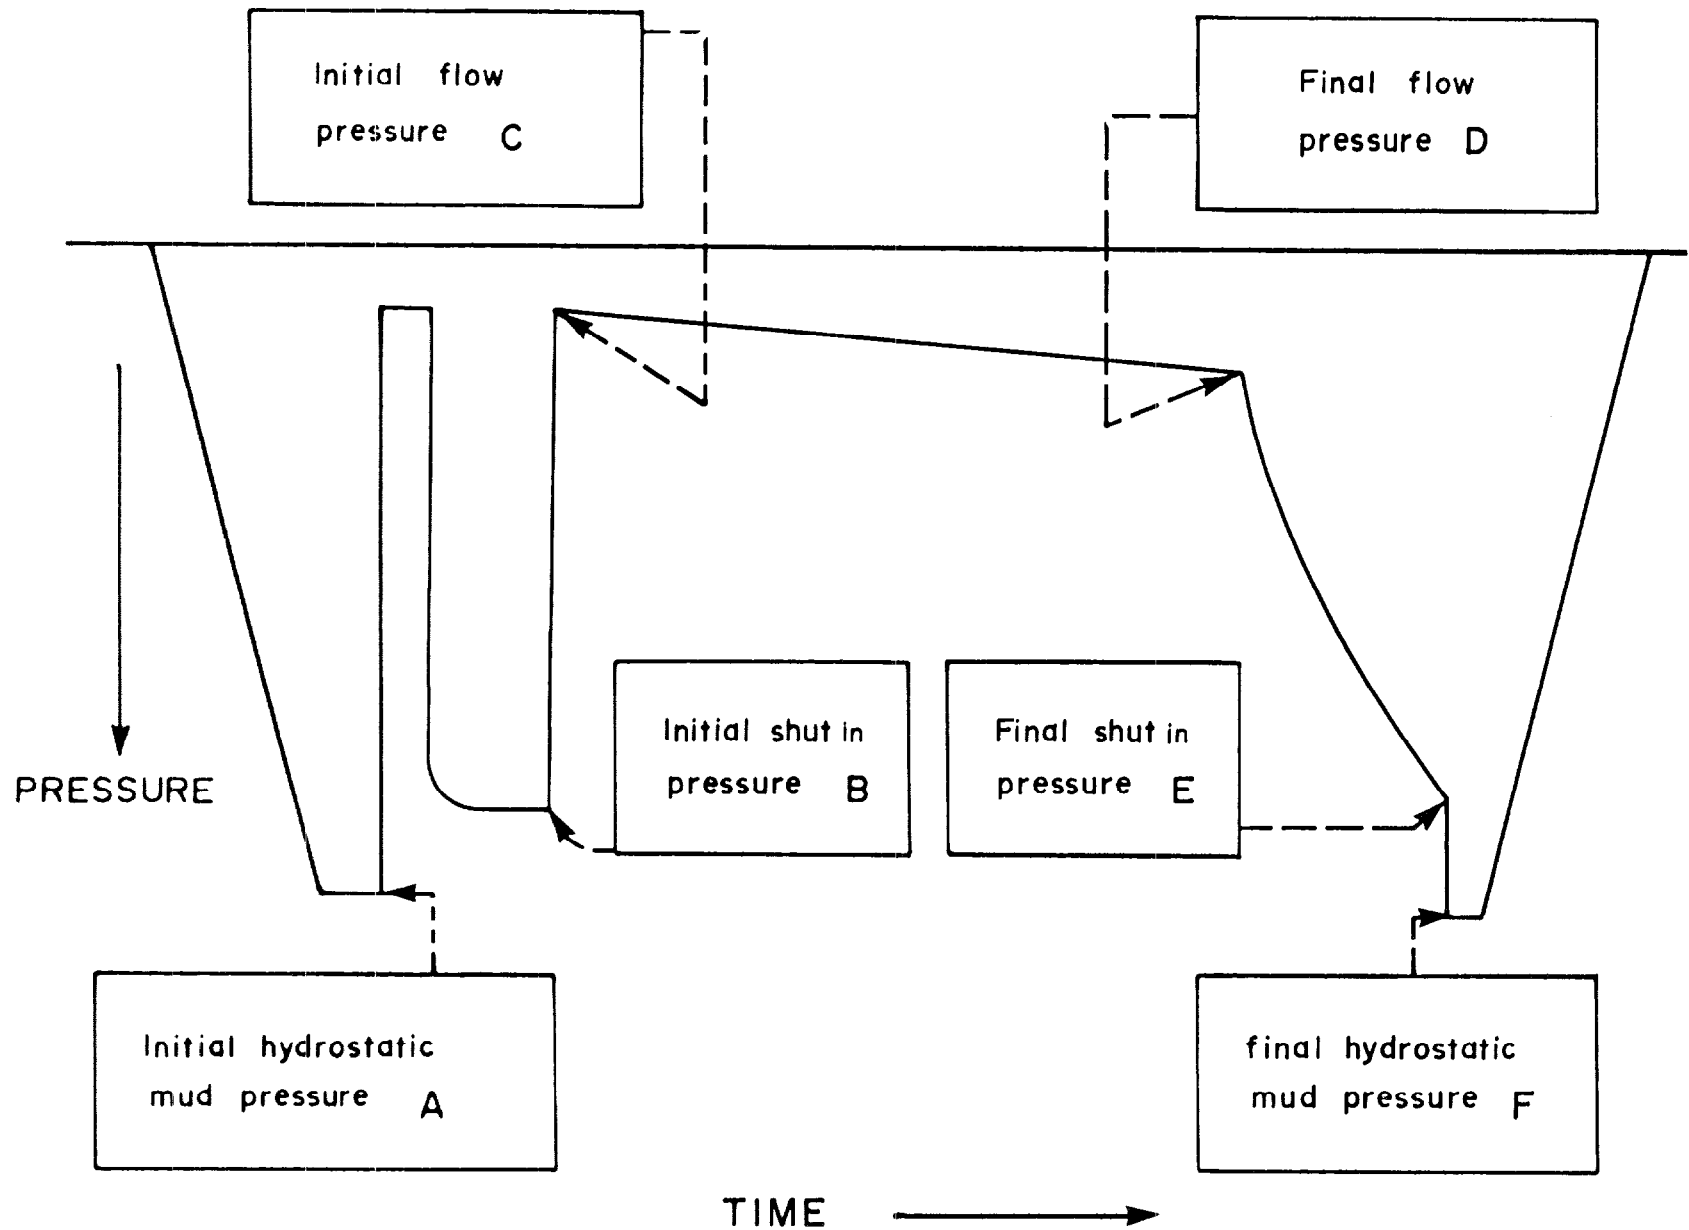 Initial flow
pressure C
Final flow
pressure D
PRESSURE
Initial shut in
pressure B
Final shut in
pressure E
Initial hydrostatic
mud pressure A
final hydrostatic
mud pressure F
TIME